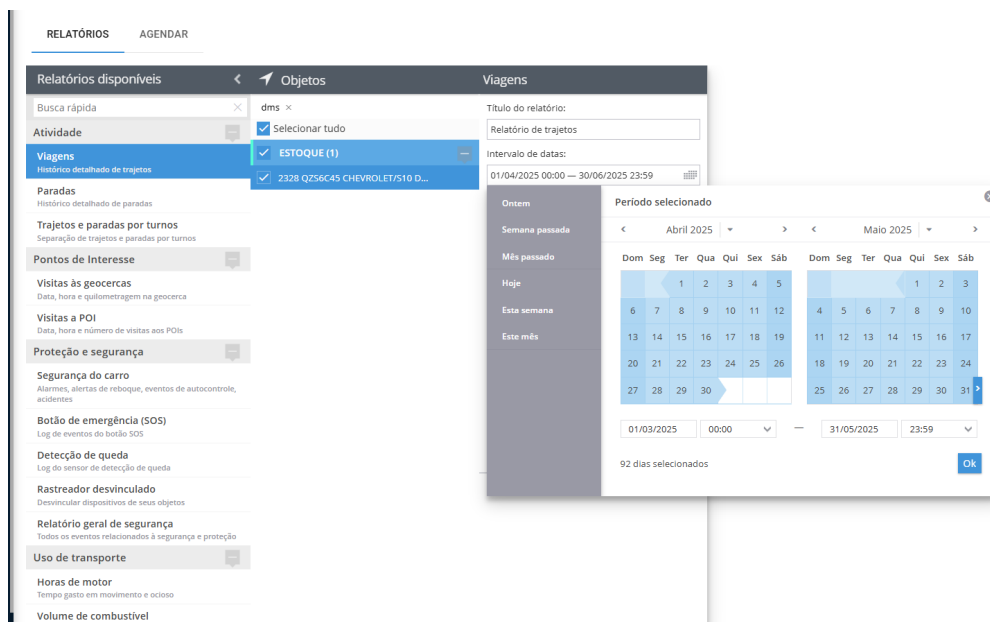 RELATÓRIOS AGENDAR
Relatórios disponíveis
Busca rápida
Atividade
Viagens
Histórico detalhado de trajetos
Paradas
Histórico detalhado de paradas
Trajetos e paradas por turnos
Separação de trajetos e paradas por turnos
Pontos de Interesse
Visitas às geocercas
Data, hora e quilometragem na geocerca
Visitas a POI
Data, hora e número de visitas aos POIs
Proteção e segurança
Segurança do carro
Alarmes, alertas de reboque, eventos de autocontrole,
acidentes
Botão de emergência (SOS)
Log de eventos do botão SOS
Detecção de queda
Log do sensor de detecção de queda
Rastreador desvinculado
Desvincular dispositivos de seus objetos
Relatório geral de segurança
Todos os eventos relacionados à segurança e proteção
Uso de transporte
Horas de motor
Tempo gasto em movimento e ocioso
Volume de combustível
Objetos
dms ×
Selecionar tudo
ESTOQUE (1)
2328 QZS6C45 CHEVROLET/S10 D...
Viagens
Título do relatório:
Relatório de trajetos
Intervalo de datas:
01/04/2025 00:00 — 30/06/2025 23:59
Ontem
Semana passada
Mês passado
Hoje
Esta semana
Este mês
Período selecionado
Abril 2025
Dom Seg Ter Qua Qui Sex Sáb
1 2 3 4 5
6 7 8 9 10 11 12
13 14 15 16 17 18 19
20 21 22 23 24 25 26
27 28 29 30
Maio 2025
Dom Seg Ter Qua Qui Sex Sáb
1 2 3
4 5 6 7 8 9 10
11 12 13 14 15 16 17
18 19 20 21 22 23 24
25 26 27 28 29 30 31
01/03/2025 00:00 — 31/05/2025 23:59
92 dias selecionados
Ok